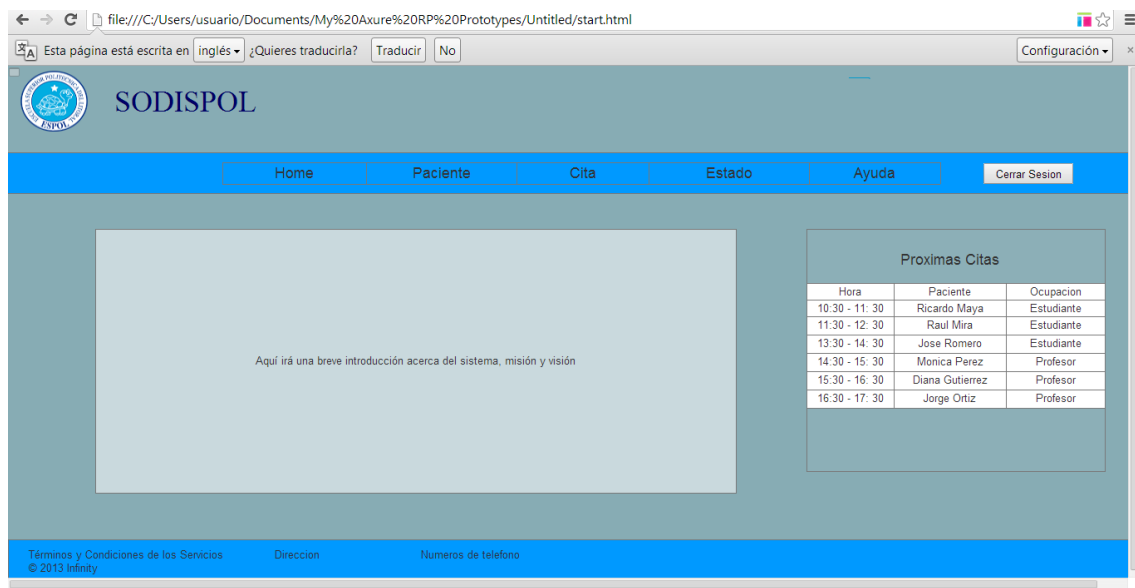 file:///C:/Users/usuario/Documents/My%20Axure%20RP%20Prototypes/Untitled/start.html
Esta página está escrita en inglés ¿Quieres traducirla? Traducir No Configuración
ESPOL
SODISPOL
Home Paciente Cita Estado Ayuda Cerrar Sesion
Aquí irá una breve introducción acerca del sistema, misión y visión
Proximas Citas
Hora Paciente Ocupacion
10:30 - 11: 30 Ricardo Maya Estudiante
11:30 - 12: 30 Raul Mira Estudiante
13:30 - 14: 30 Jose Romero Estudiante
14:30 - 15: 30 Monica Perez Profesor
15:30 - 16: 30 Diana Gutierrez Profesor
16:30 - 17: 30 Jorge Ortiz Profesor
Términos y Condiciones de los Servicios Direccion Numeros de telefono
© 2013 Infinity